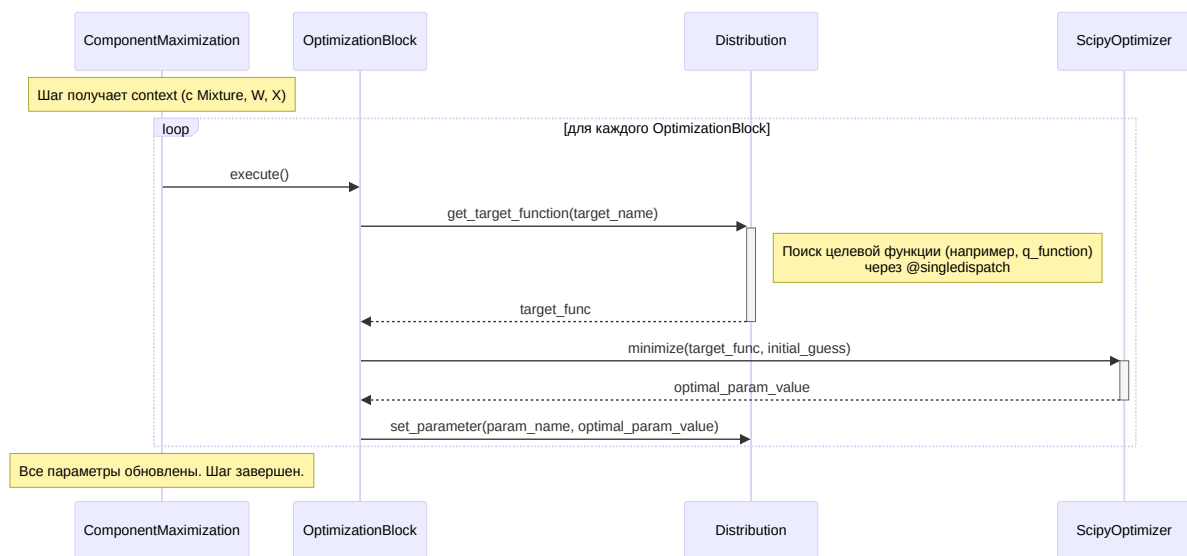 ComponentMaximization
OptimizationBlock
Distribution
ScipyOptimizer
Шаг получает context (с Mixture, W, X)
loop
[для каждого OptimizationBlock]
execute()
get_target_function(target_name)
Поиск целевой функции (например, q_function)
через @singledispatch
target_func
minimize(target_func, initial_guess)
optimal_param_value
set_parameter(param_name, optimal_param_value)
Все параметры обновлены. Шаг завершен.
ComponentMaximization
OptimizationBlock
Distribution
ScipyOptimizer